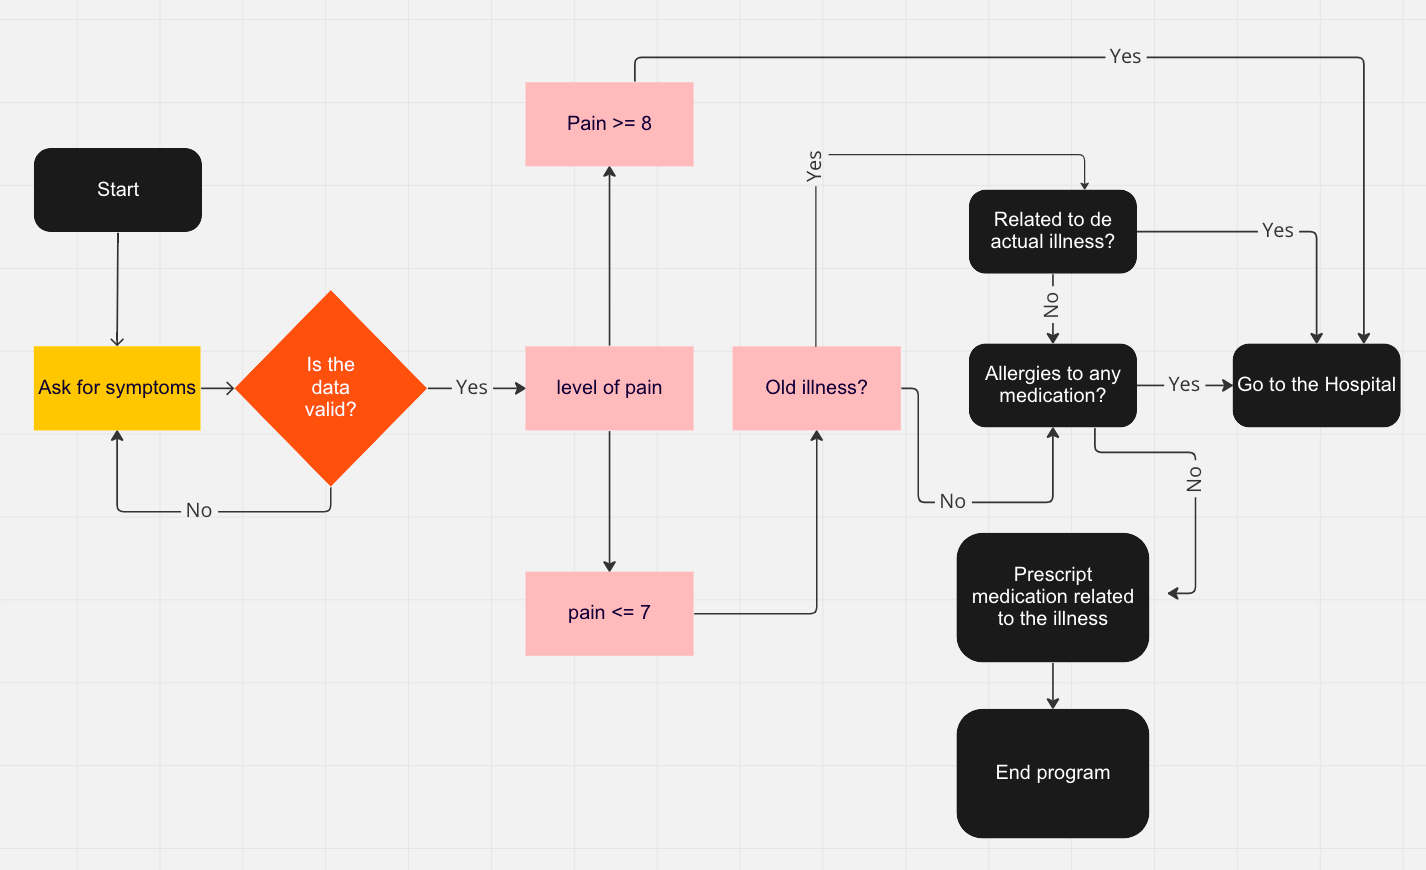 Yes
Pain >= 8
Yes
Start
Related to de
actual illness?
Yes
No
Is the
data
valid?
Ask for symptoms
Yes
level of pain
Old illness?
Allergies to any
medication?
Yes
Go to the Hospital
No
No
No
pain <= 7
Prescript
medication related
to the illness
End program